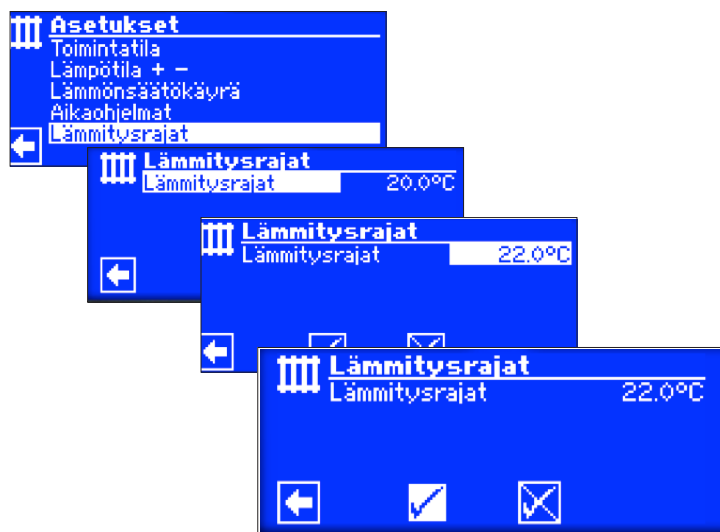 Asetukset
Toimintatila
Lämpötila + −
Lämmönsäätökäyrä
Aikaohjelmat
Lämmitysrajat
Lämmitysrajat
Lämmitysrajat 20.0°C
Lämmitysrajat
Lämmitysrajat 22.0°C
Lämmitysrajat
Lämmitysrajat 22.0°C